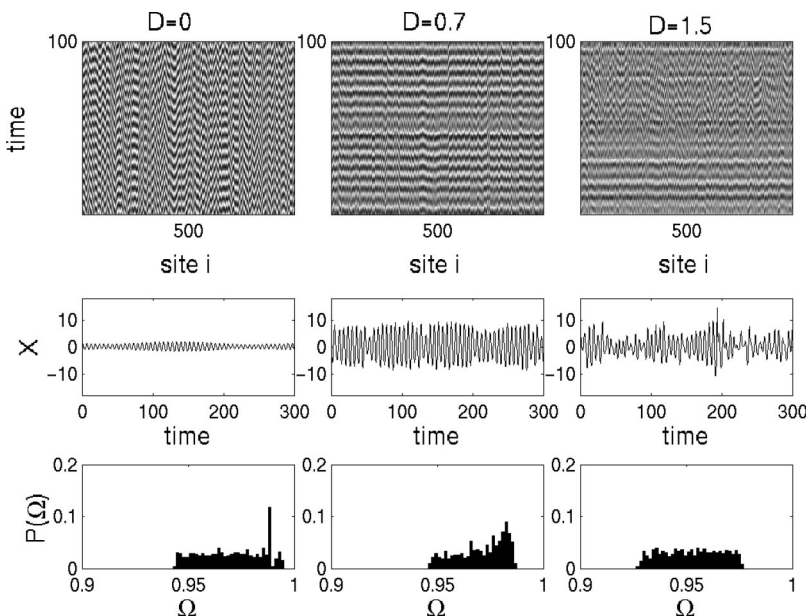 D=0 D=0.7 D=1.5
100 100 100
time
500 500 500
site i site i site i
10 10 10
X 0 0 0
−10 −10 −10
0 100 200 300 0 100 200 300 0 100 200 300
time time time
0.2 0.2 0.2
P(Ω) 0.1 0.1 0.1
0 0 0
0.9 0.95 1 0.9 0.95 1 0.9 0.95 1
Ω Ω Ω